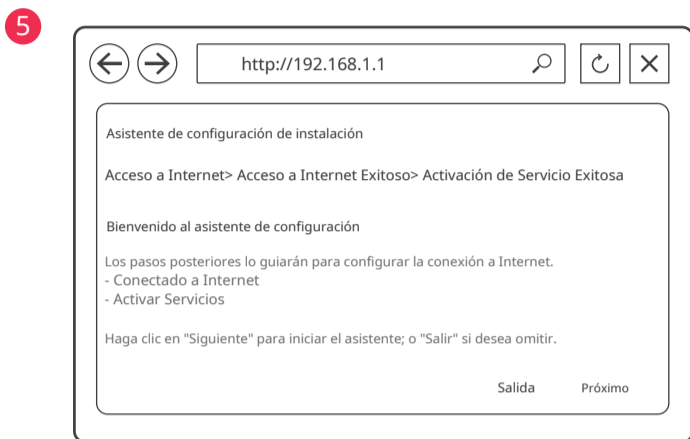 5
http://192.168.1.1
Asistente de configuración de instalación
Acceso a Internet> Acceso a Internet Exitoso> Activación de Servicio Exitosa
Bienvenido al asistente de configuración
Los pasos posteriores lo guiarán para configurar la conexión a Internet.
- Conectado a Internet
- Activar Servicios
Haga clic en "Siguiente" para iniciar el asistente; o "Salir" si desea omitir.
Salida Próximo